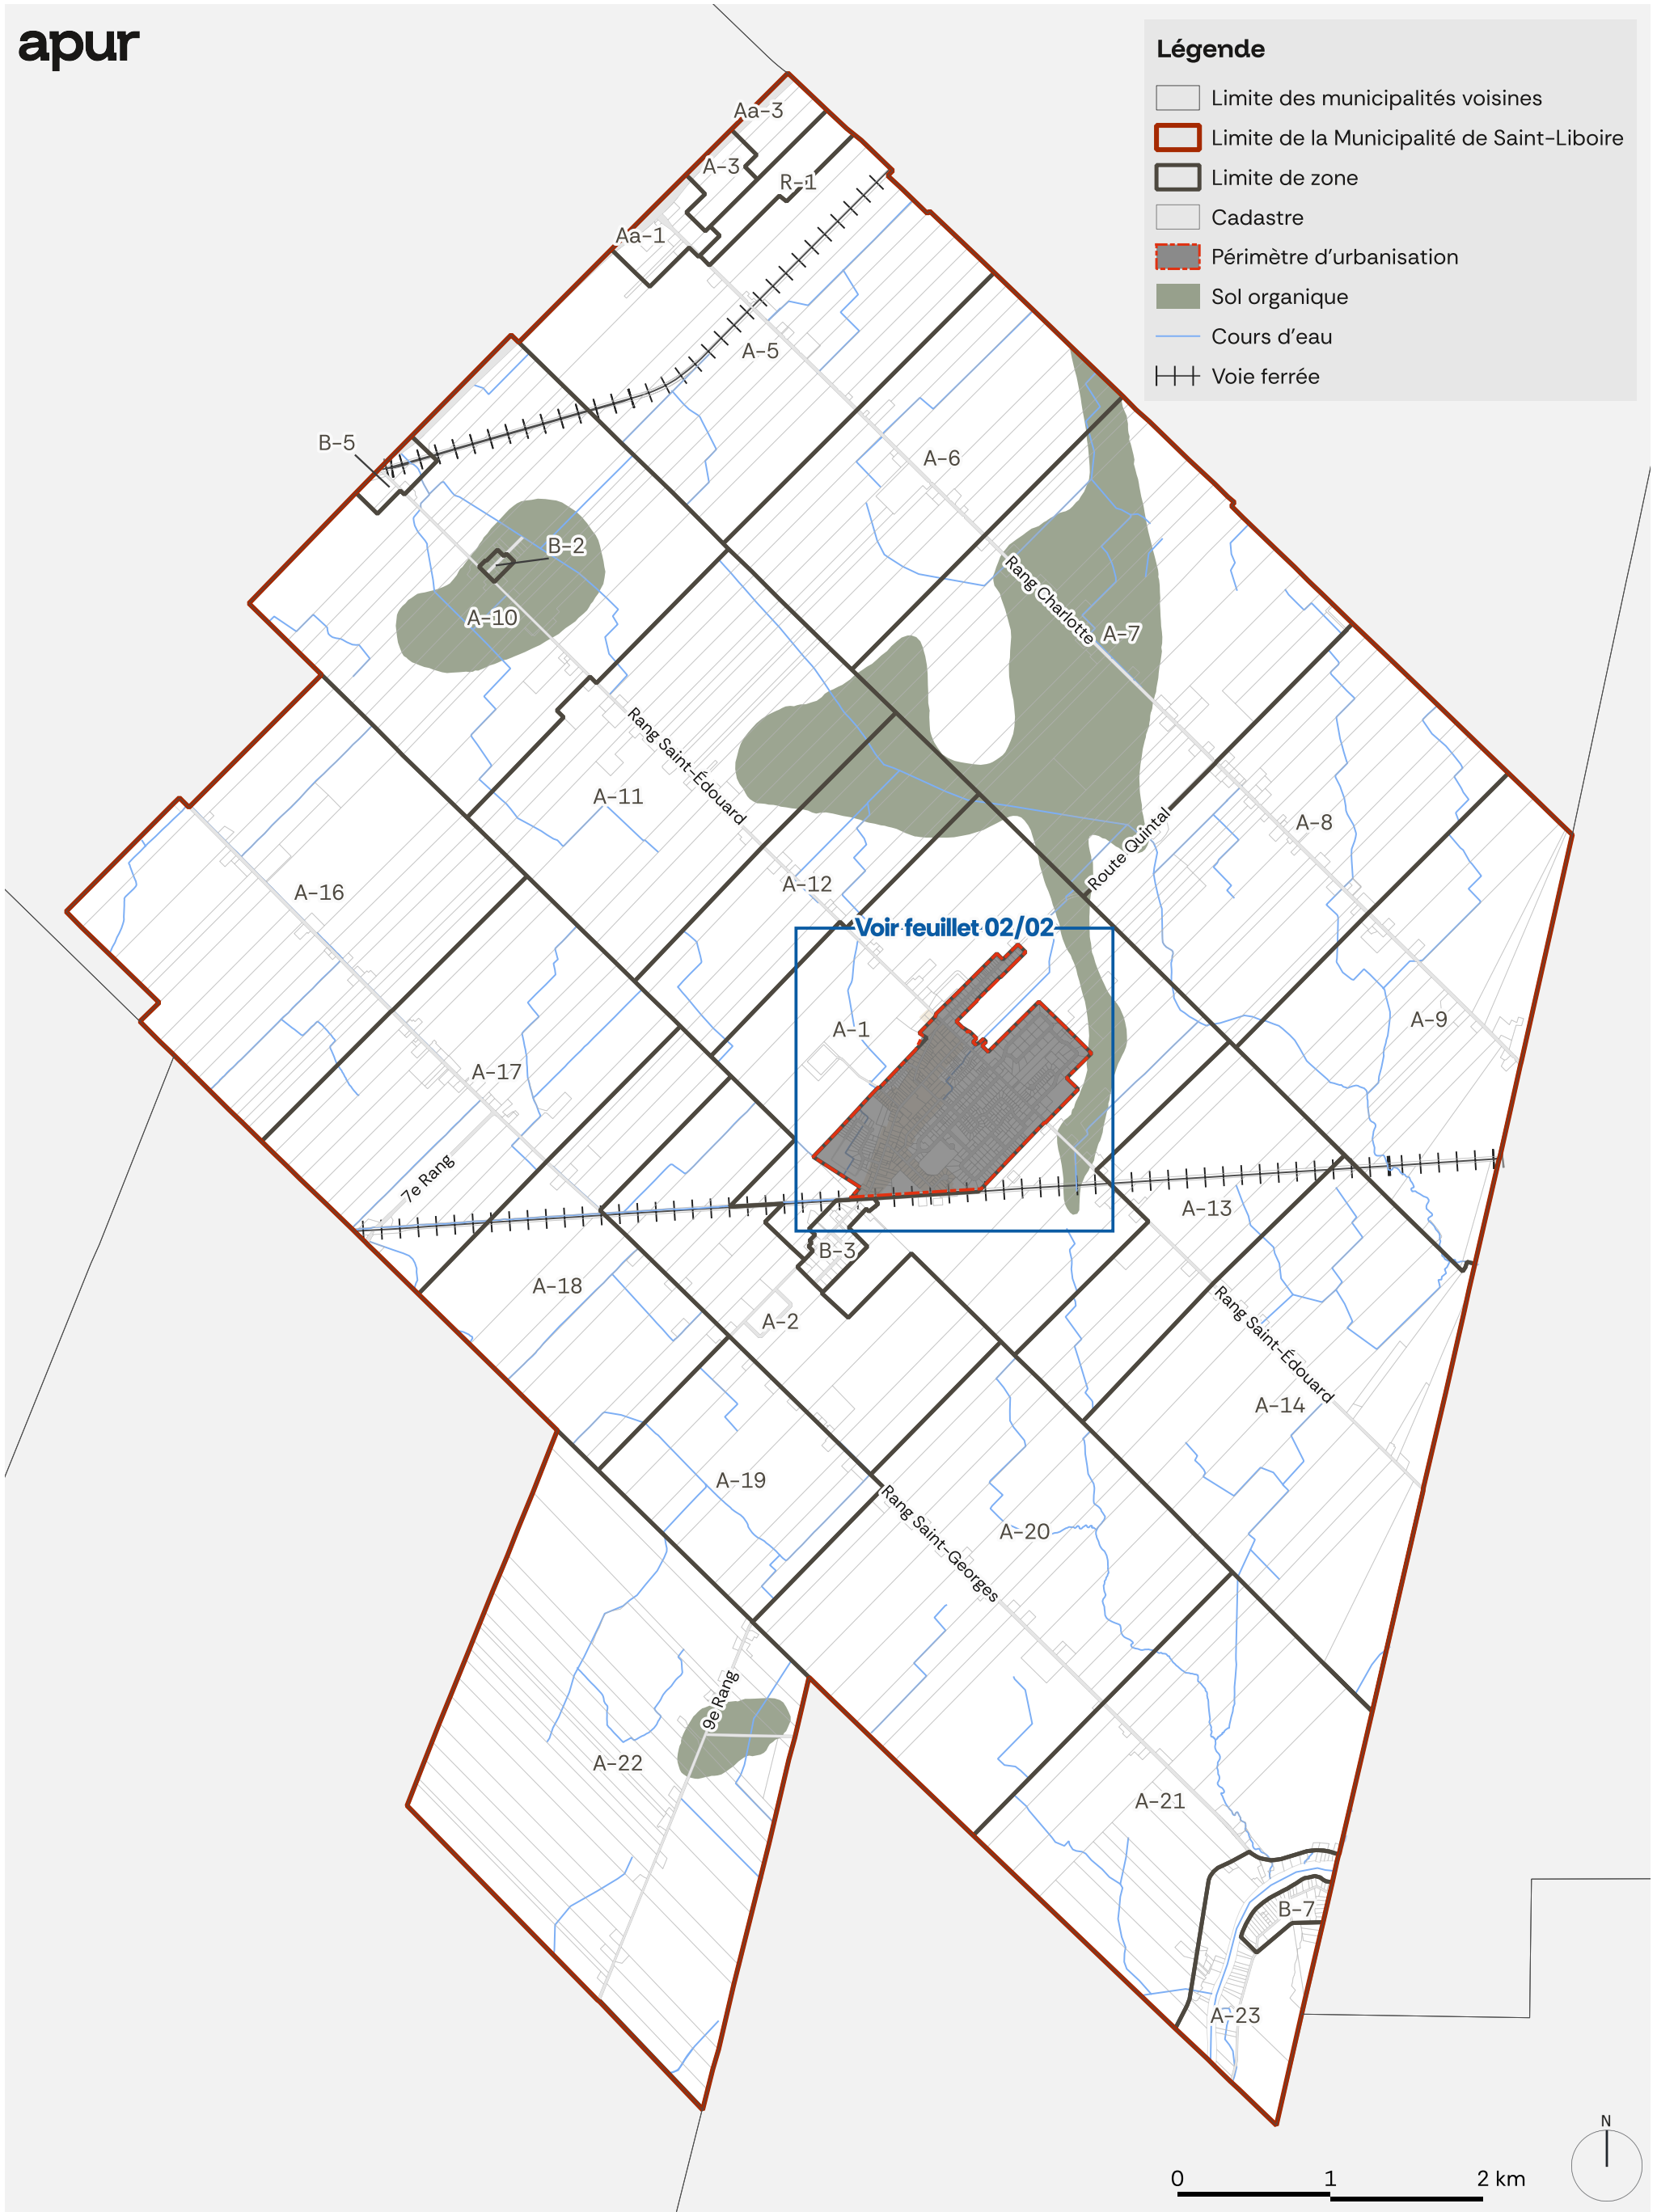 apur
Légende
Limite des municipalités voisines
Limite de la Municipalité de Saint-Liboire
Limite de zone
Cadastre
Périmètre d'urbanisation
Sol organique
Cours d'eau
Voie ferrée
Aa-3
A-3
R-1
Aa-1
A-5
B-5
A-6
B-2
Rang Charlotte
A-10
A-7
Rang Saint-Édouard
A-11
Route Quintal
A-8
A-12
A-16
Voir feuillet 02/02
A-9
A-1
A-17
7e Rang
A-13
B-3
A-18
A-2
Rang Saint-Édouard
A-14
A-19
Rang Saint-Georges
A-20
9e Rang
A-22
A-21
B-7
A-23
N
0 1 2 km